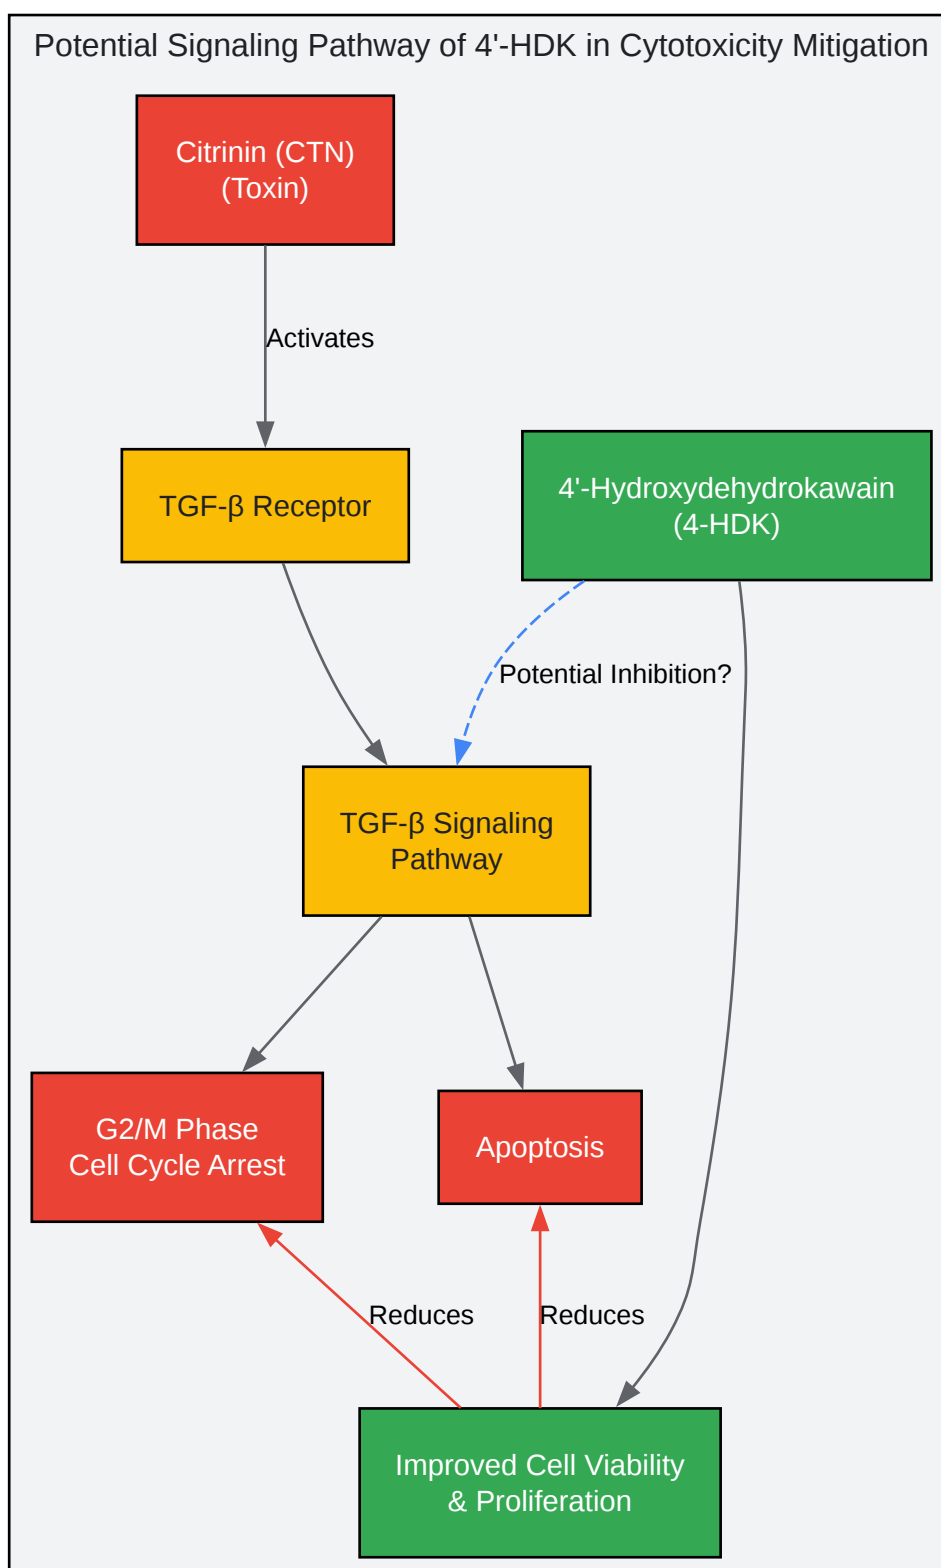 Potential Signaling Pathway of 4'-HDK in Cytotoxicity Mitigation
Citrinin (CTN)
(Toxin)
Activates
TGF-β Receptor
4'-Hydroxydehydrokawain
(4-HDK)
Potential Inhibition?
TGF-β Signaling
Pathway
G2/M Phase
Cell Cycle Arrest
Apoptosis
Reduces
Reduces
Improved Cell Viability
& Proliferation